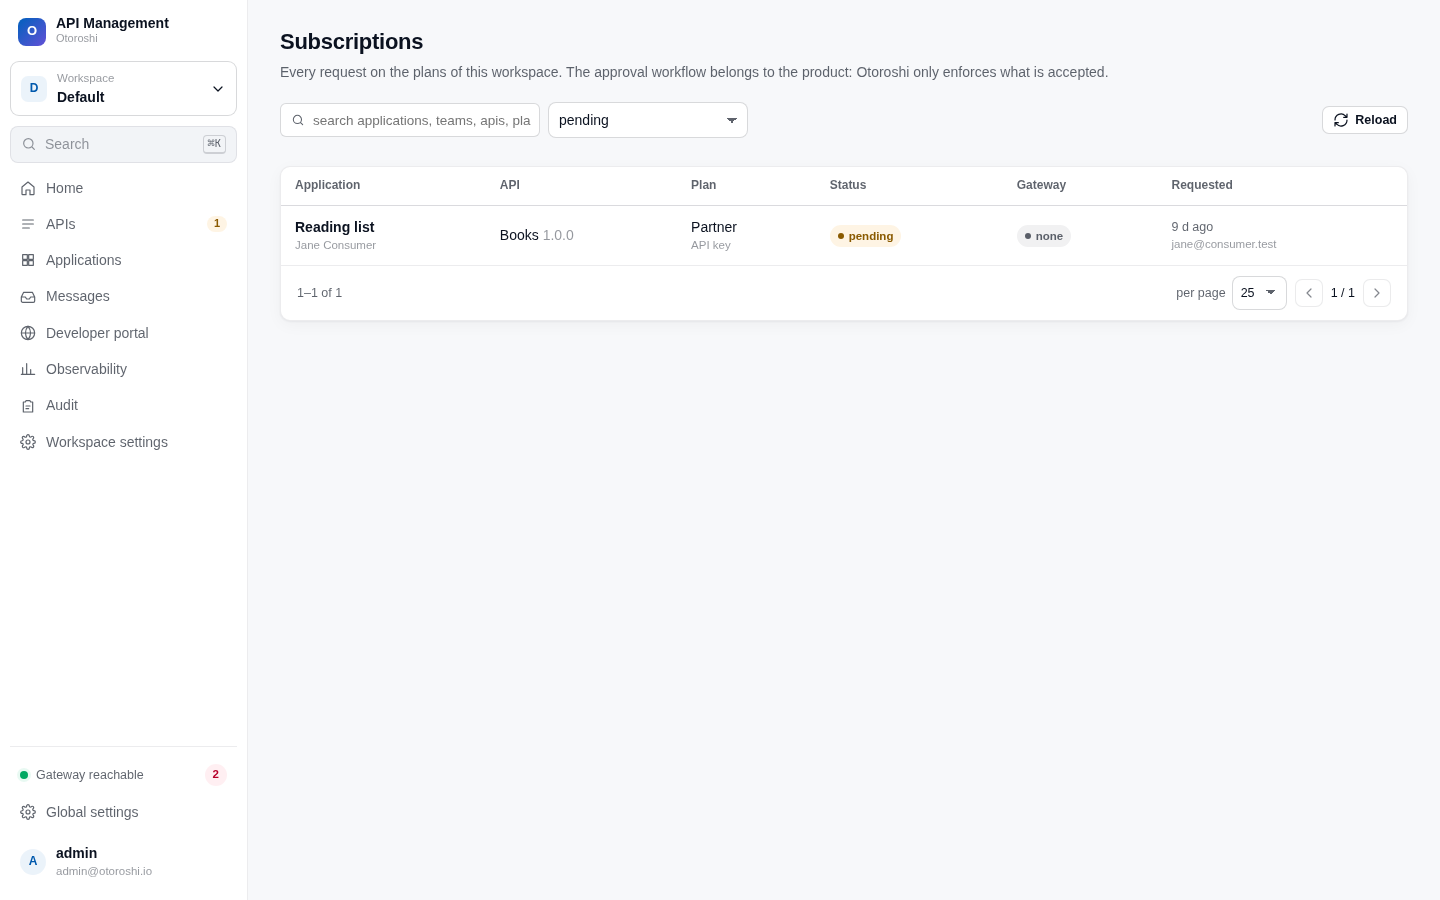 O
API Management
Otoroshi
D
Workspace
Default
Search
⌘K
Home
APIs
1
Applications
Messages
Developer portal
Observability
Audit
Workspace settings
Gateway reachable
2
Global settings
A
admin
admin@otoroshi.io
Subscriptions
Every request on the plans of this workspace. The approval workflow belongs to the product: Otoroshi only enforces what is accepted.
search applications, teams, apis, pla
pending
Reload
Application API Plan Status Gateway Requested
Reading list
Jane Consumer
Books 1.0.0
Partner
API key
pending
none
9 d ago
jane@consumer.test
1–1 of 1
per page 25 1 / 1